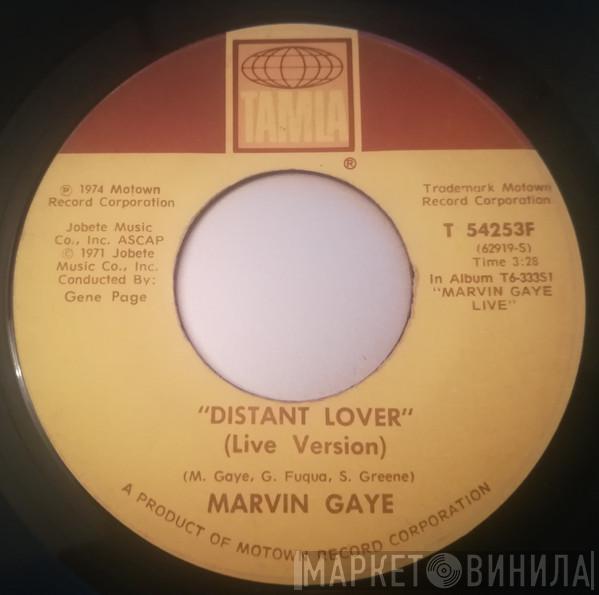 TAMLA
®
℗ 1974 Motown
Record Corporation
Jobete Music
Co., Inc. ASCAP
© 1971 Jobete
Music Co., Inc.
Conducted By:
Gene Page
Trademark Motown
Record Corporation
T 54253F
(62919-S)
Time 3:28
In Album T6-333S1
"MARVIN GAYE
LIVE"
"DISTANT LOVER"
(Live Version)
(M. Gaye, G. Fuqua, S. Greene)
MARVIN GAYE
A PRODUCT OF MOTOWN RECORD CORPORATION
МАРКЕТ ВИНИЛА